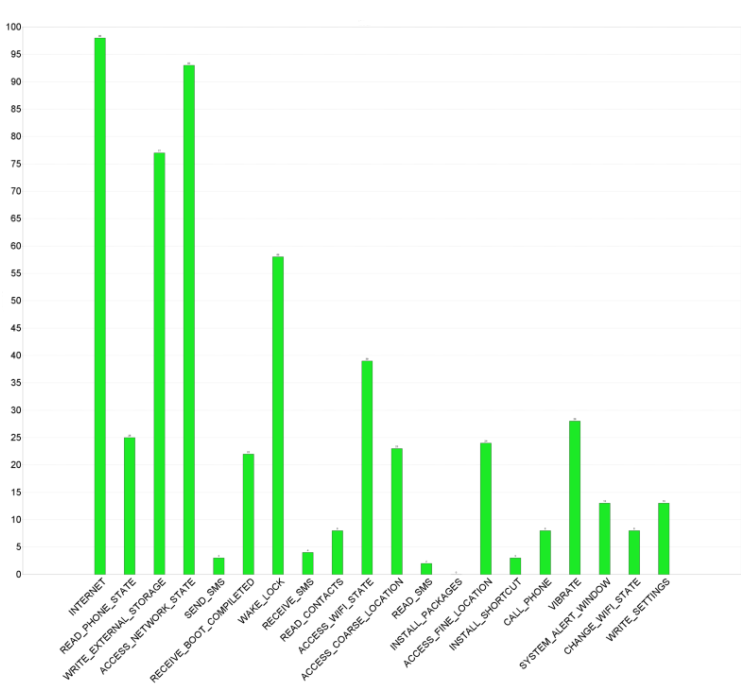 100
95
90
85
80
75
70
65
60
55
50
45
40
35
30
25
20
15
10
5
0
INTERNET
READ_PHONE_STATE
WRITE_EXTERNAL_STORAGE
ACCESS_NETWORK_STATE
SEND_SMS
RECEIVE_BOOT_COMPILETED
WAKE_LOCK
RECEIVE_SMS
READ_CONTACTS
ACCESS_WIFI_STATE
ACCESS_COARSE_LOCATION
READ_SMS
INSTALL_PACKAGES
ACCESS_FINE_LOCATION
INSTALL_SHORTCUT
CALL_PHONE
VIBRATE
SYSTEM_ALERT_WINDOW
CHANGE_WIFI_STATE
WRITE_SETTINGS